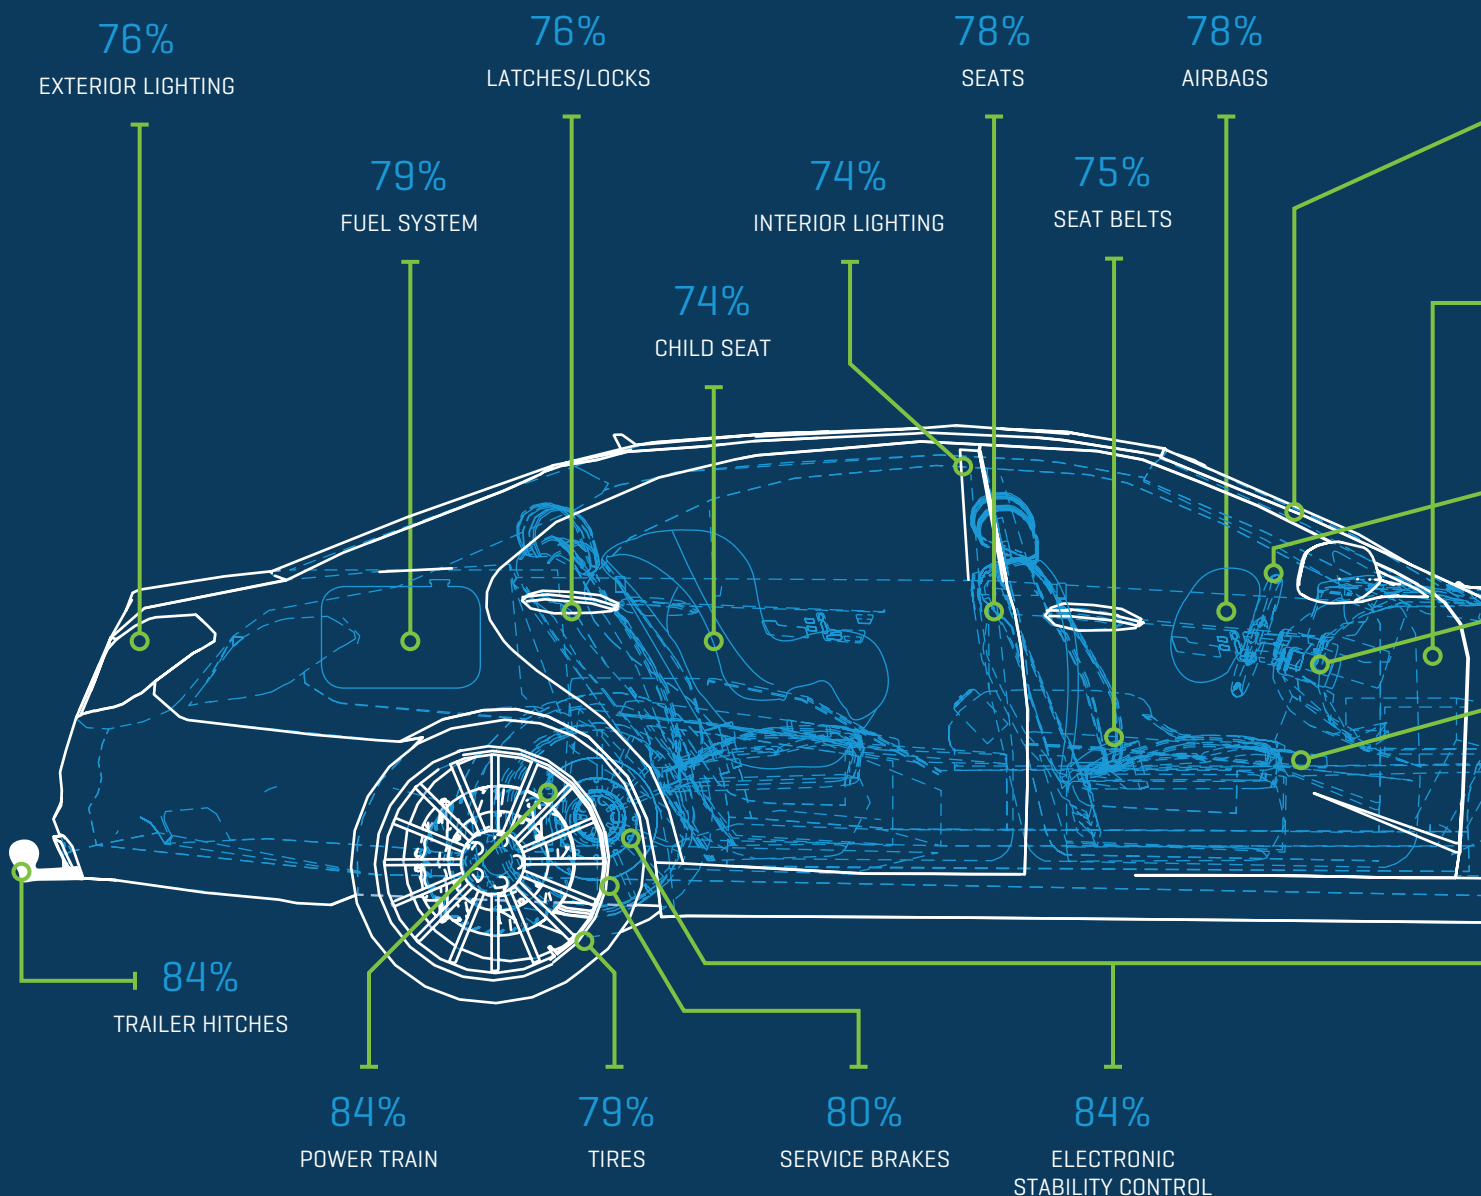 76%
EXTERIOR LIGHTING
76%
LATCHES/LOCKS
78%
SEATS
78%
AIRBAGS
79%
FUEL SYSTEM
74%
INTERIOR LIGHTING
75%
SEAT BELTS
74%
CHILD SEAT
84%
TRAILER HITCHES
84%
POWER TRAIN
79%
TIRES
80%
SERVICE BRAKES
84%
ELECTRONIC
STABILITY CONTROL